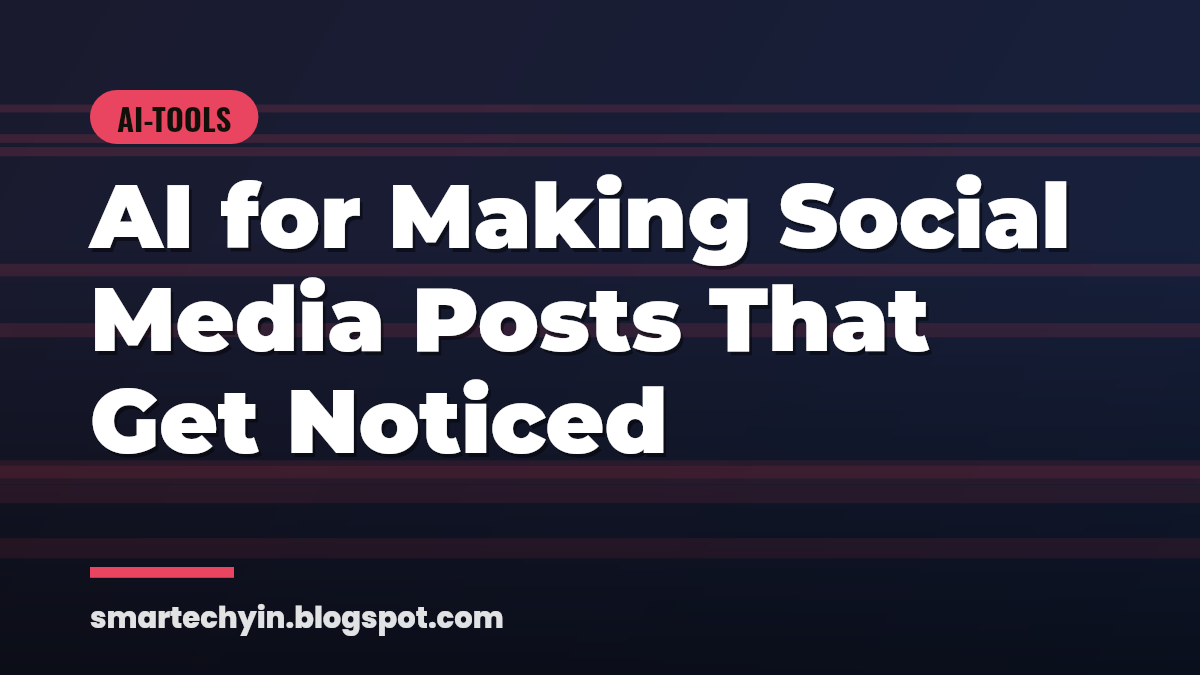 AI-TOOLS
AI for Making Social
Media Posts That
Get Noticed
smartechyin.blogspot.com